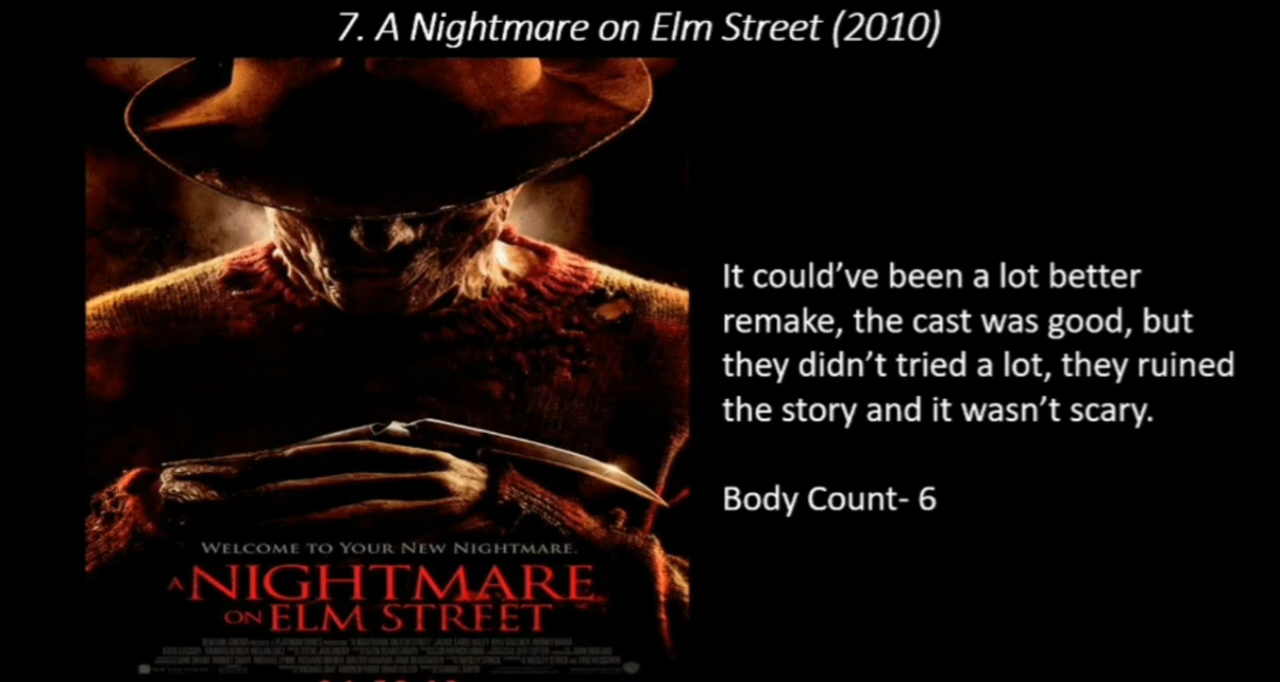 7. A Nightmare on Elm Street (2010)
It could've been a lot better
remake, the cast was good, but
they didn't tried a lot, they ruined
the story and it wasn't scary.
Body Count- 6
WELCOME TO YOUR NEW NIGHTMARE.
A NIGHTMARE
ON ELM STREET